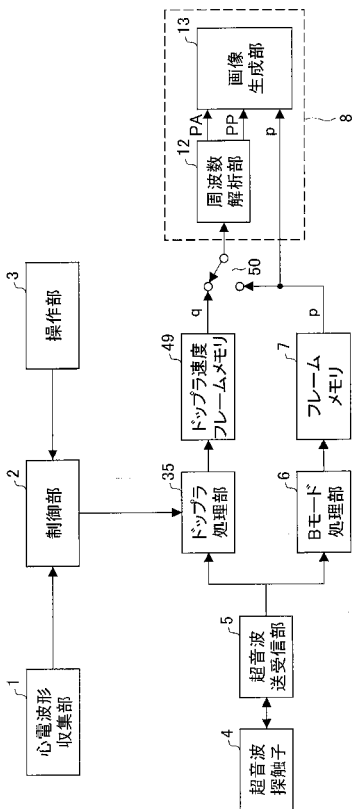 1
心電波形
収集部
2
制御部
3
操作部
4
超音波
探触子
5
超音波
送受信部
35
ドップラ
処理部
49
ドップラ速度
フレームメモリ
q
50
6
Bモード
処理部
7
フレーム
メモリ
p
12
周波数
解析部
PA
PP
p
13
画像
生成部
8